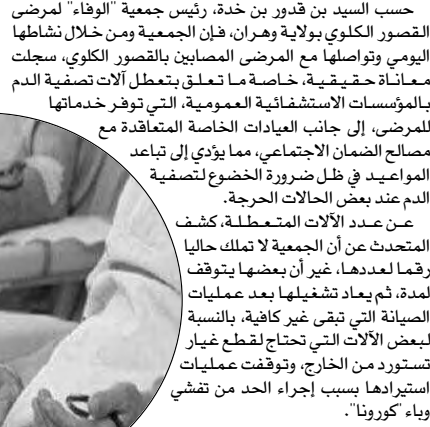 حسب السيد بن قدور بن خدة، رئيس جمعية "الوفاء" لمرضى
القصور الكلوي بولاية وهران، فإن الجمعية ومن خلال نشاطها
اليومي وتواصلها مع المرضى المصابين بالقصور الكلوي، سجلت
معاناة حقيقية، خاصة ما تعلق بتعطل آلات تصفية الدم
بالمؤسسات الاستشفائية العمومية، التي توفر خدماتها
للمرضى، إلى جانب العيادات الخاصة المتعاقدة مع
مصالح الضمان الاجتماعي، مما يؤدي إلى تباعد
المواعيد في ظل ضرورة الخضوع لتصفية
الدم عند بعض الحالات الحرجة.
عن عدد الآلات المتعطلة، كشف
المتحدث عن أن الجمعية لا تملك حاليا
رقما لعددها، غير أن بعضها يتوقف
لمدة، ثم يعاد تشغيلها بعد عمليات
الصيانة التي تبقى غير كافية، بالنسبة
لبعض الآلات التي تحتاج لقطع غيار
تستورد من الخارج، وتوقفت عمليات
استيرادها بسبب إجراء الحد من تفشي
وباء "كورونا".